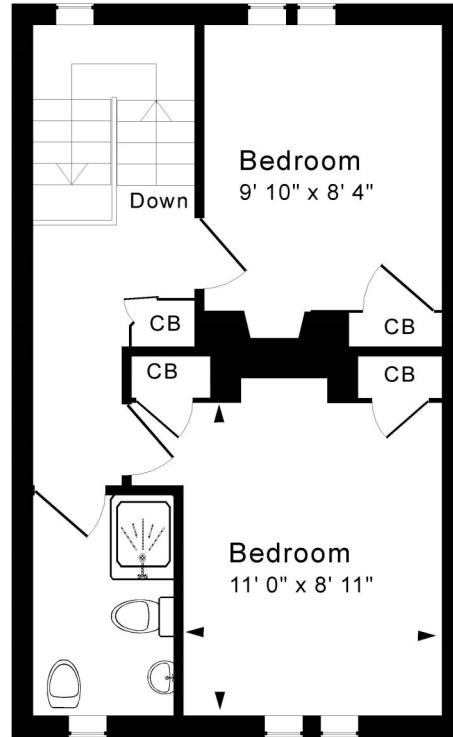 Bedroom
9' 10" x 8' 4"
Down
CB
CB
CB
CB
Bedroom
11' 0" x 8' 11"